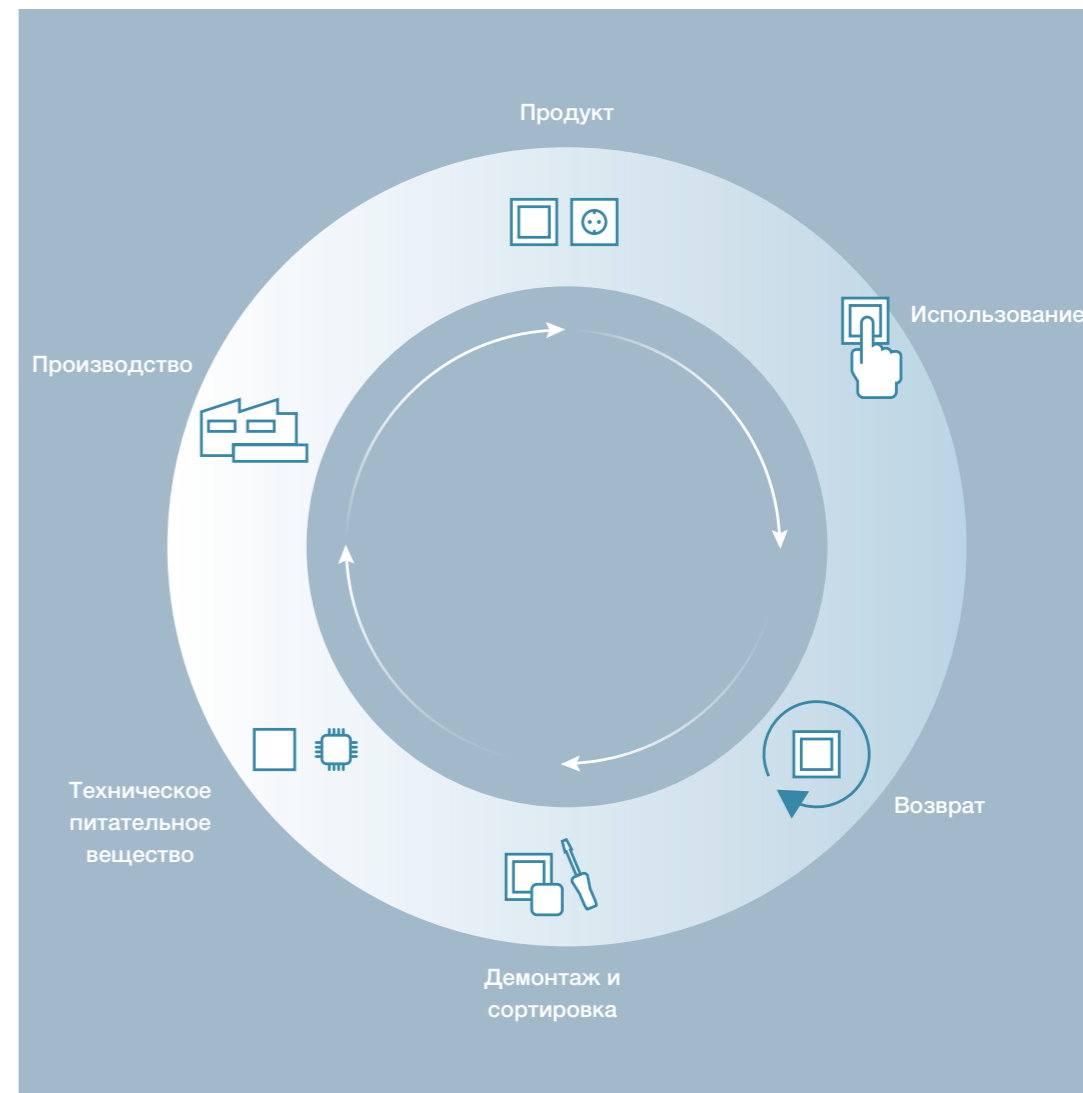 Продукт
Использование
Производство
Возврат
Техническое
питательное
вещество
Демонтаж и
сортировка